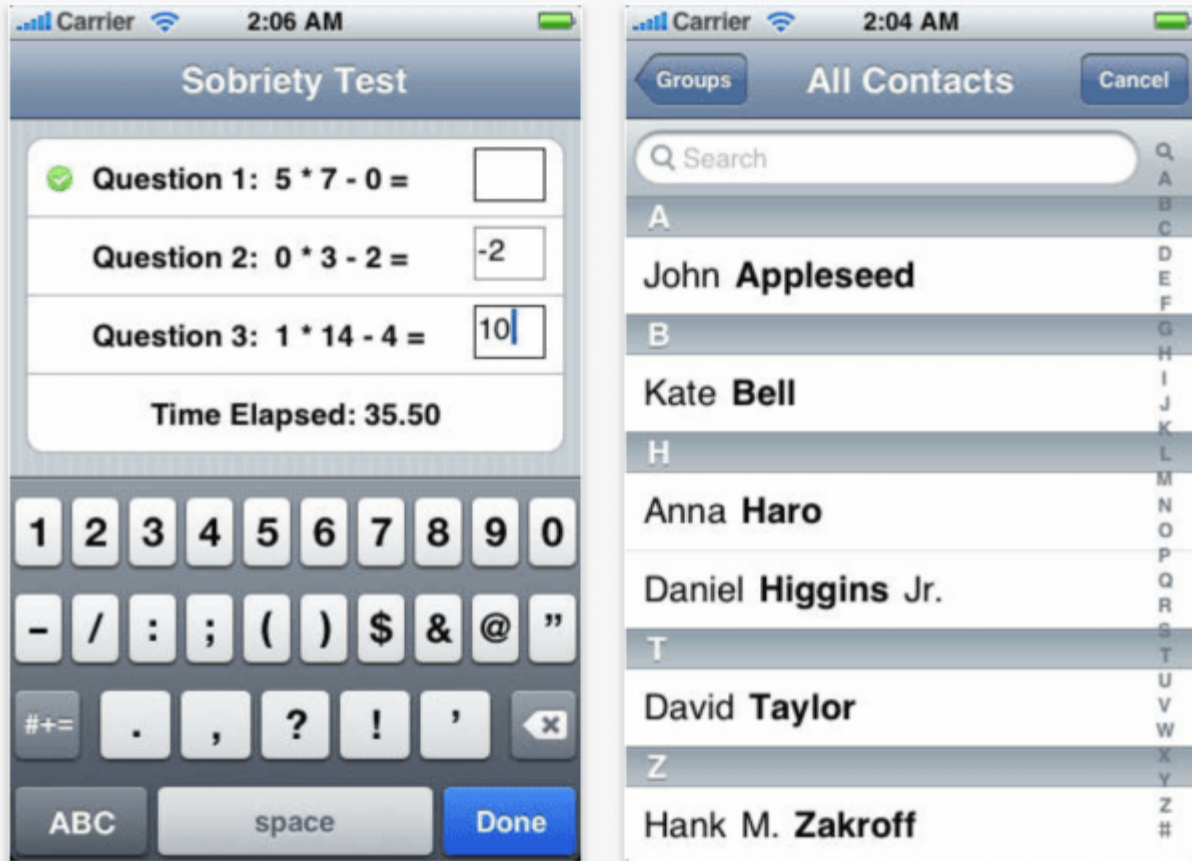 Carrier 2:06 AM
Sobriety Test
Question 1: 5 * 7 - 0 =
Question 2: 0 * 3 - 2 = -2
Question 3: 1 * 14 - 4 = 10
Time Elapsed: 35.50
1 2 3 4 5 6 7 8 9 0
- / : ; ( ) $ & @ ”
#+= . , ? ! ’
ABC space Done
Carrier 2:04 AM
Groups All Contacts Cancel
Search
A
John Appleseed
B
Kate Bell
H
Anna Haro
Daniel Higgins Jr.
T
David Taylor
Z
Hank M. Zakroff
A
B
C
D
E
F
G
H
I
J
K
L
M
N
O
P
Q
R
S
T
U
V
W
X
Y
Z
#